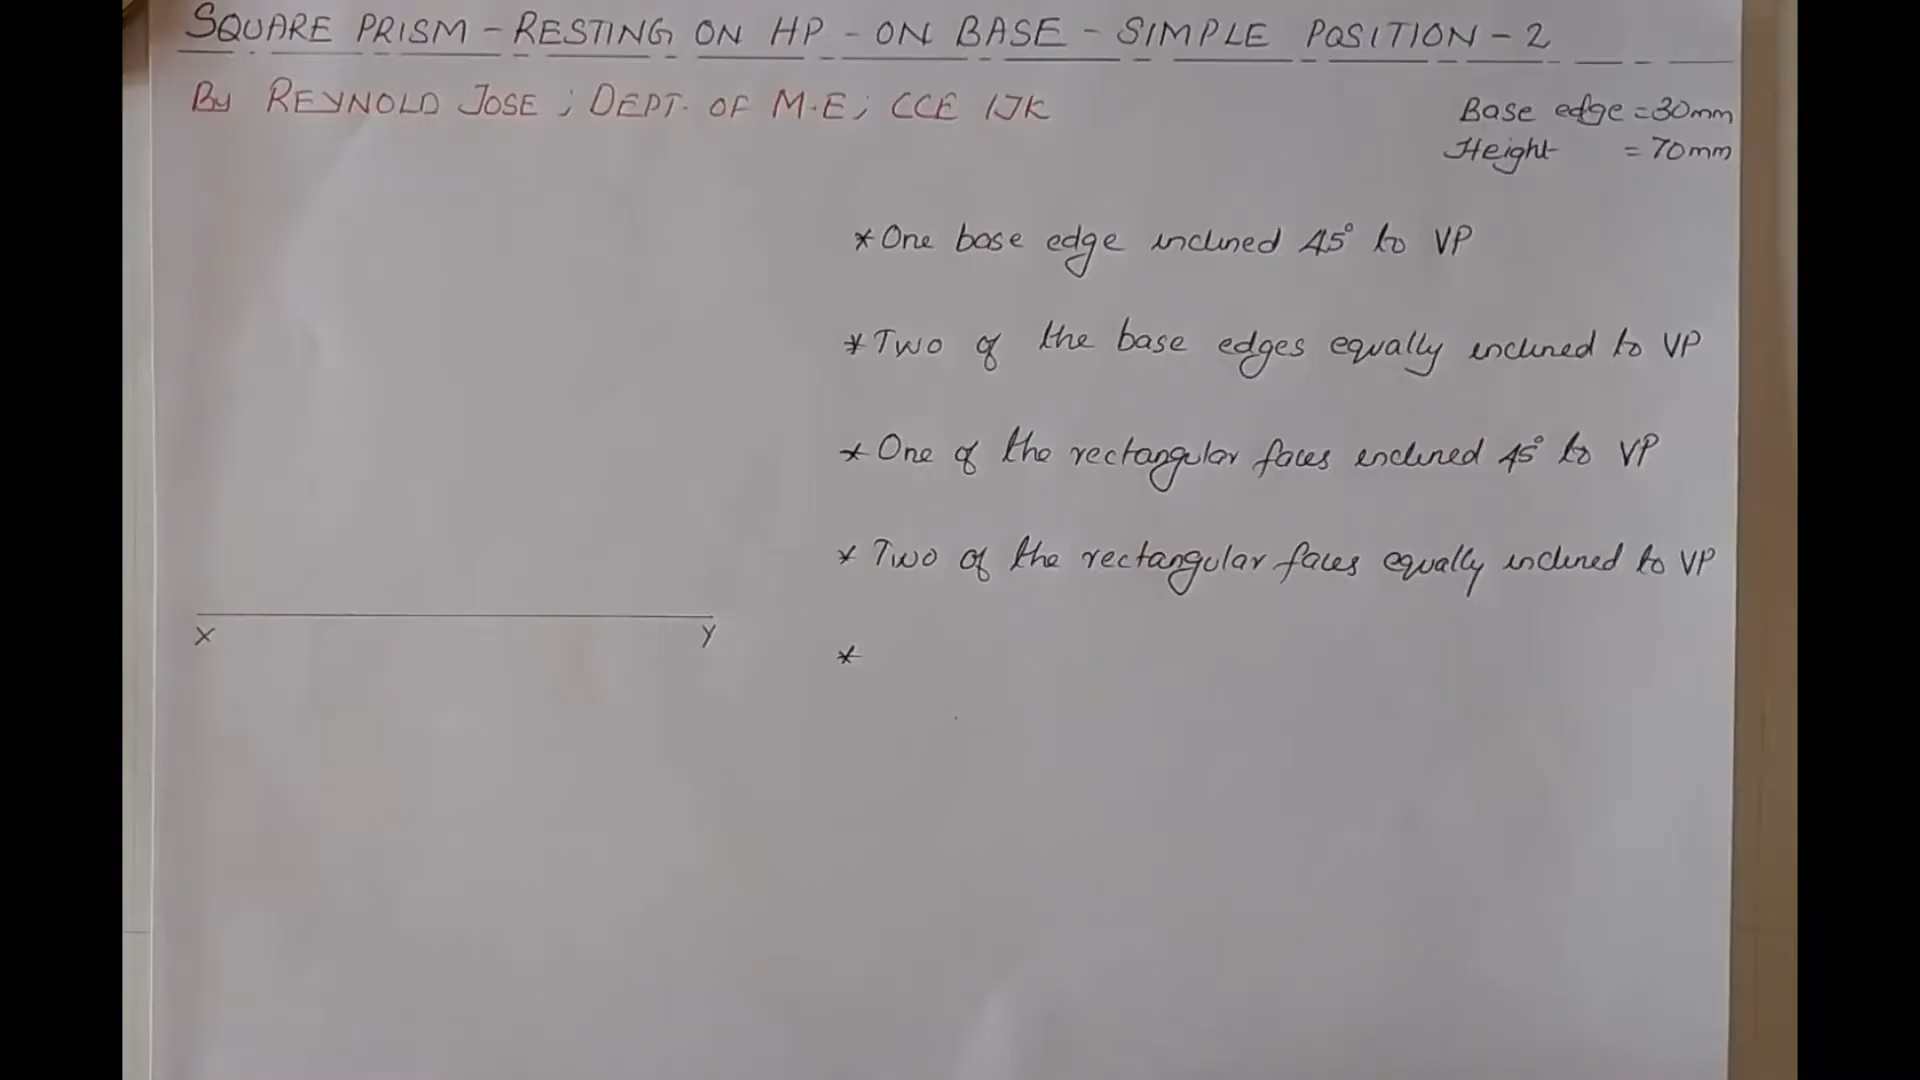 SQUARE PRISM - RESTING ON HP - ON BASE - SIMPLE POSITION - 2
By REYNOLD JOSE ; DEPT. OF M.E ; CCE IJK
Base edge = 30mm
Height = 70mm
* One base edge inclined 45° to VP
* Two of the base edges equally inclined to VP
* One of the rectangular faces inclined 45° to VP
* Two of the rectangular faces equally inclined to VP
X Y
*